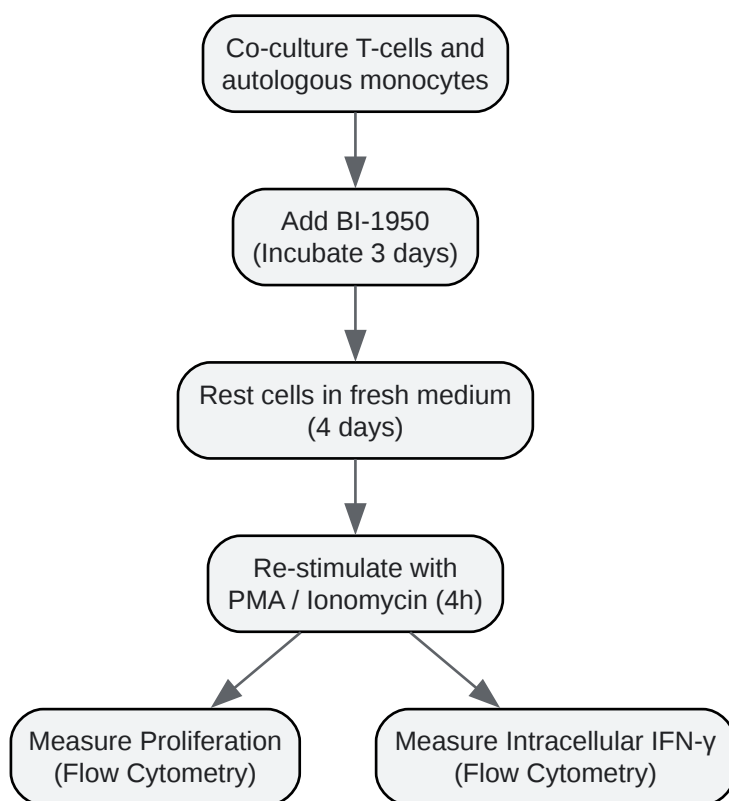 Co-culture T-cells and
autologous monocytes
Add BI-1950
(Incubate 3 days)
Rest cells in fresh medium
(4 days)
Re-stimulate with
PMA / Ionomycin (4h)
Measure Proliferation
(Flow Cytometry)
Measure Intracellular IFN-γ
(Flow Cytometry)